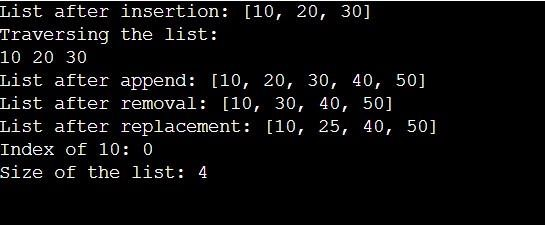 List after insertion: [10, 20, 30]
Traversing the list:
10 20 30
List after append: [10, 20, 30, 40, 50]
List after removal: [10, 30, 40, 50]
List after replacement: [10, 25, 40, 50]
Index of 10: 0
Size of the list: 4